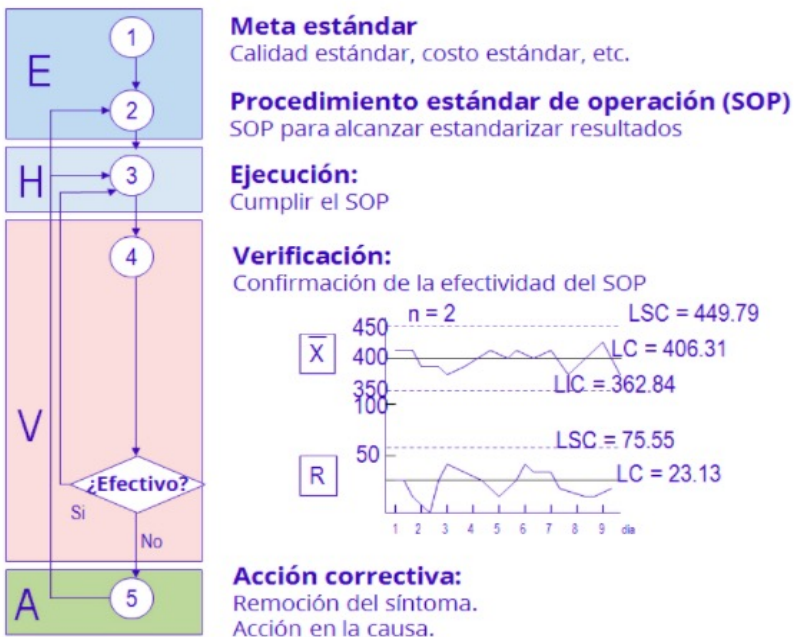 E
1
2
Meta estándar
Calidad estándar, costo estándar, etc.
Procedimiento estándar de operación (SOP)
SOP para alcanzar estandarizar resultados
H
3
Ejecución:
Cumplir el SOP
V
4
¿Efectivo?
Si
No
Verificación:
Confirmación de la efectividad del SOP
n = 2
LSC = 449.79
450
X
400
LC = 406.31
350
LIC = 362.84
100
LSC = 75.55
50
R
LC = 23.13
1 2 3 4 5 6 7 8 9 dia
A
5
Acción correctiva:
Remoción del síntoma.
Acción en la causa.